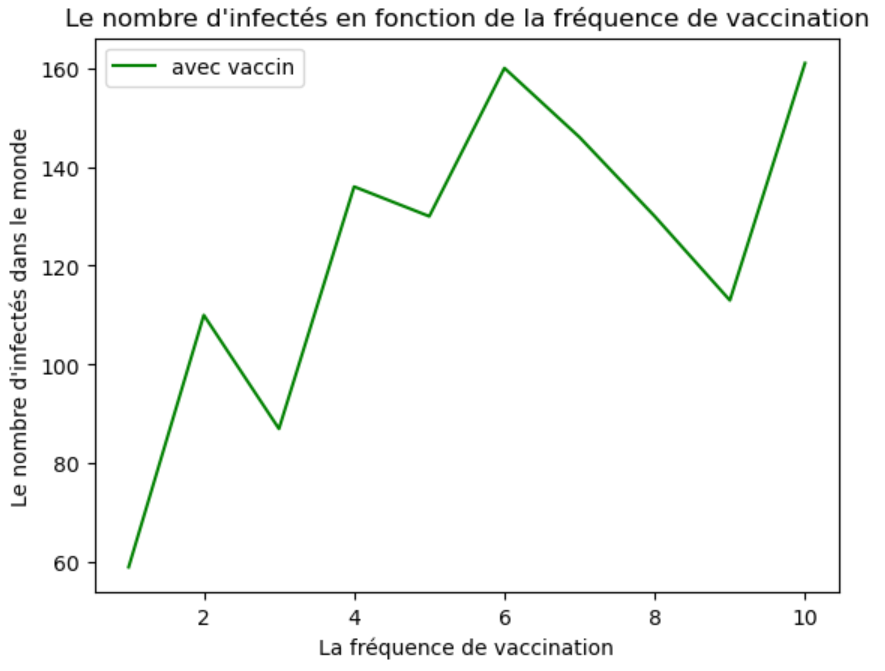 Le nombre d'infectés en fonction de la fréquence de vaccination
avec vaccin
Le nombre d'infectés dans le monde
160
140
120
100
80
60
2 4 6 8 10
La fréquence de vaccination